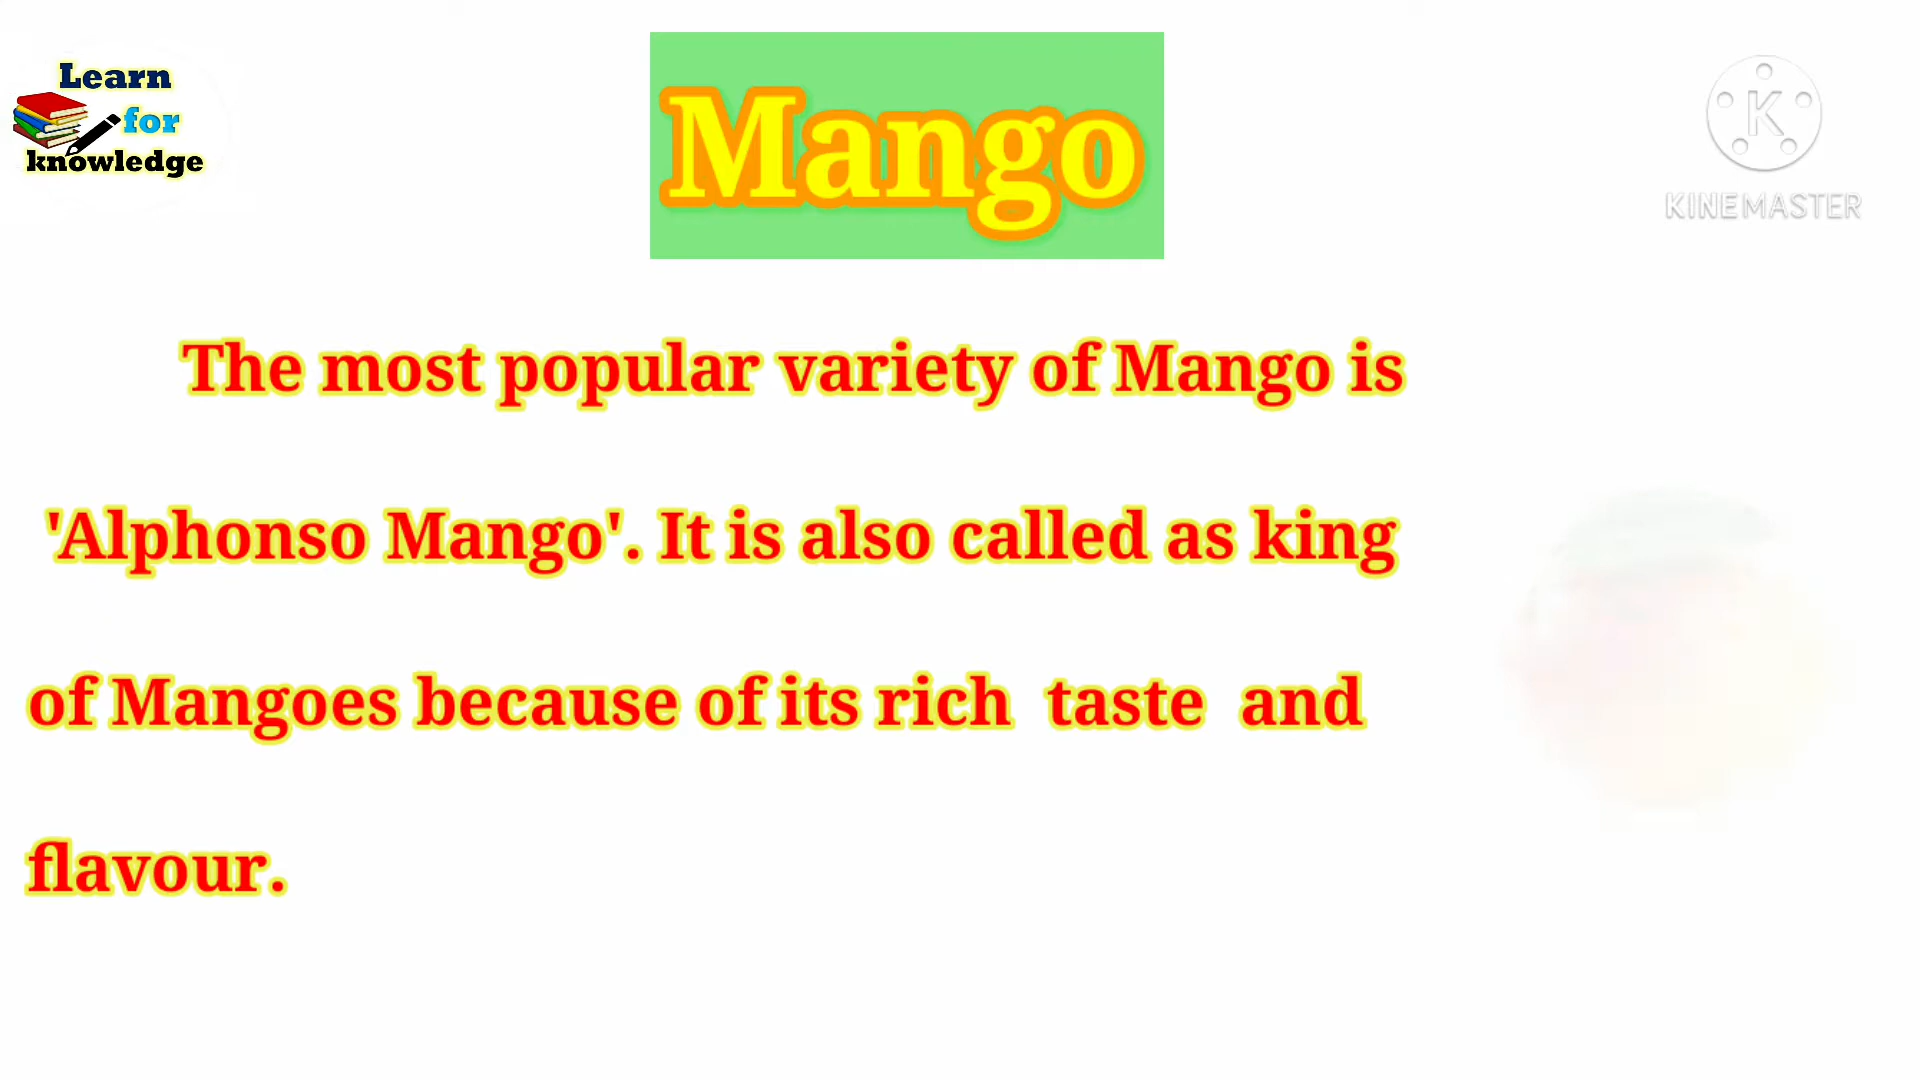 Learn
for
knowledge
Mango
K
KINEMASTER
The most popular variety of Mango is
'Alphonso Mango'. It is also called as king
of Mangoes because of its rich taste and
flavour.